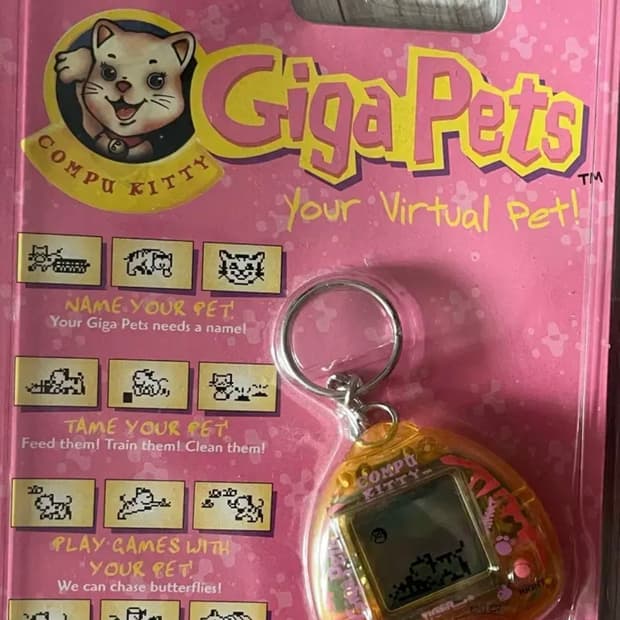 COMPU KITTY
Giga Pets TM
Your Virtual Pet!
NAME YOUR PET!
Your Giga Pets needs a name!
TAME YOUR PET
Feed them! Train them! Clean them!
PLAY GAMES WITH
YOUR PET!
We can chase butterflies!
COMPU
KITTY
TIGER